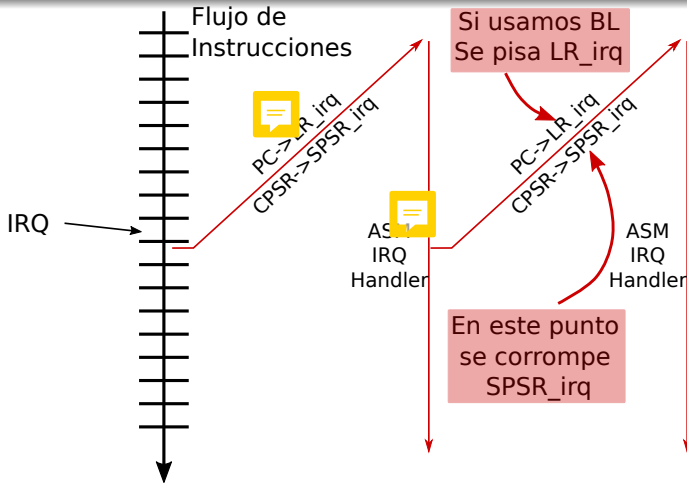 Flujo de
Instrucciones
Si usamos BL
Se pisa LR_irq
PC->LR_irq
CPSR->SPSR_irq
PC->LR_irq
CPSR->SPSR_irq
IRQ
ASM
IRQ
Handler
ASM
IRQ
Handler
En este punto
se corrompe
SPSR_irq